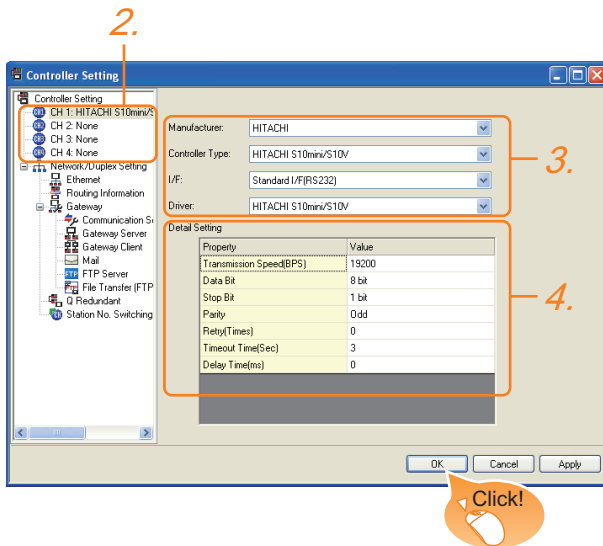 2.
Controller Setting
Controller Setting
CH 1: HITACHI S10mini/S
CH 2: None
CH 3: None
CH 4: None
Network/Duplex Setting
Ethernet
Routing Information
Gateway
Communication S
Gateway Server
Gateway Client
Mail
FTP Server
File Transfer (FTP
Q Redundant
Station No. Switching
Manufacturer: HITACHI
Controller Type: HITACHI S10mini/S10V
I/F: Standard I/F(RS232)
Driver: HITACHI S10mini/S10V
3.
Detail Setting
Property Value
Transmission Speed(BPS) 19200
Data Bit 8 bit
Stop Bit 1 bit
Parity Odd
Retry(Times) 0
Timeout Time(Sec) 3
Delay Time(ms) 0
4.
OK Cancel Apply
Click!